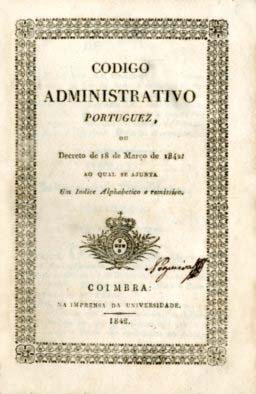 CODIGO
ADMINISTRATIVO
PORTUGUEZ,
OU
Decreto de 18 de Março de 1842
AO QUAL SE AJUNTA
Um Indice Alphabetico e remissivo.
COIMBRA:
NA IMPRENSA DA UNIVERSIDADE.
1842.